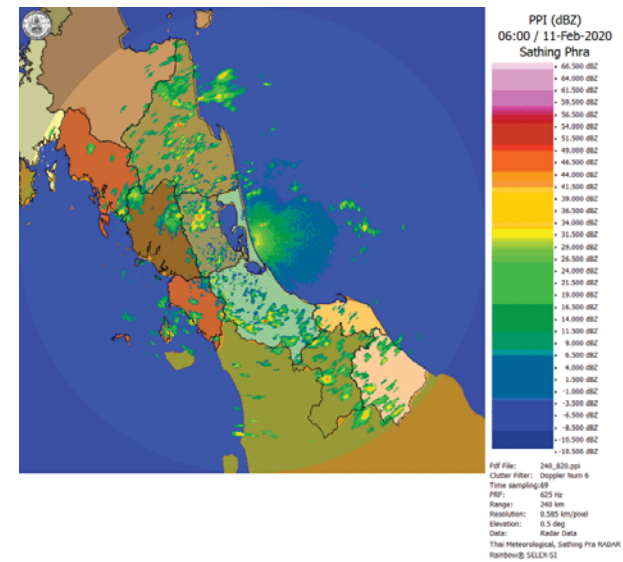 PPI (dBZ)
06:00 / 11-Feb-2020
Sathing Phra
66.500 dBZ
64.000 dBZ
61.500 dBZ
59.500 dBZ
56.500 dBZ
54.000 dBZ
51.500 dBZ
49.000 dBZ
46.500 dBZ
44.000 dBZ
41.500 dBZ
39.000 dBZ
36.500 dBZ
34.000 dBZ
31.500 dBZ
29.000 dBZ
26.500 dBZ
24.000 dBZ
21.500 dBZ
19.000 dBZ
16.500 dBZ
14.000 dBZ
11.500 dBZ
9.000 dBZ
6.500 dBZ
4.000 dBZ
1.500 dBZ
-1.000 dBZ
-3.500 dBZ
-6.500 dBZ
-8.500 dBZ
-10.500 dBZ
-10.500 dBZ
Pdf File: 240_820.ppi
Clutter Filter: Doppler Num 6
Time sampling:69
PRF: 625 Hz
Range: 240 km
Resolution: 0.585 km/pixel
Elevation: 0.5 deg
Data: Radar Data
Thai Meteorological, Sathing Pra RADAR
Rainbow® SELEX-SI